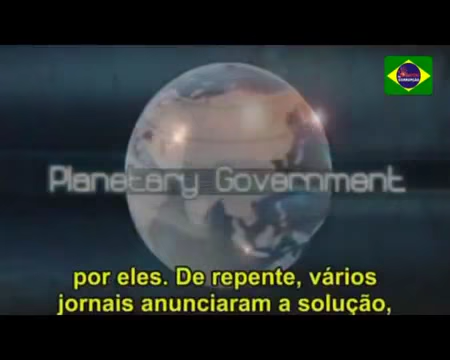 Planetary Government
por eles. De repente, vários
jornais anunciaram a solução,